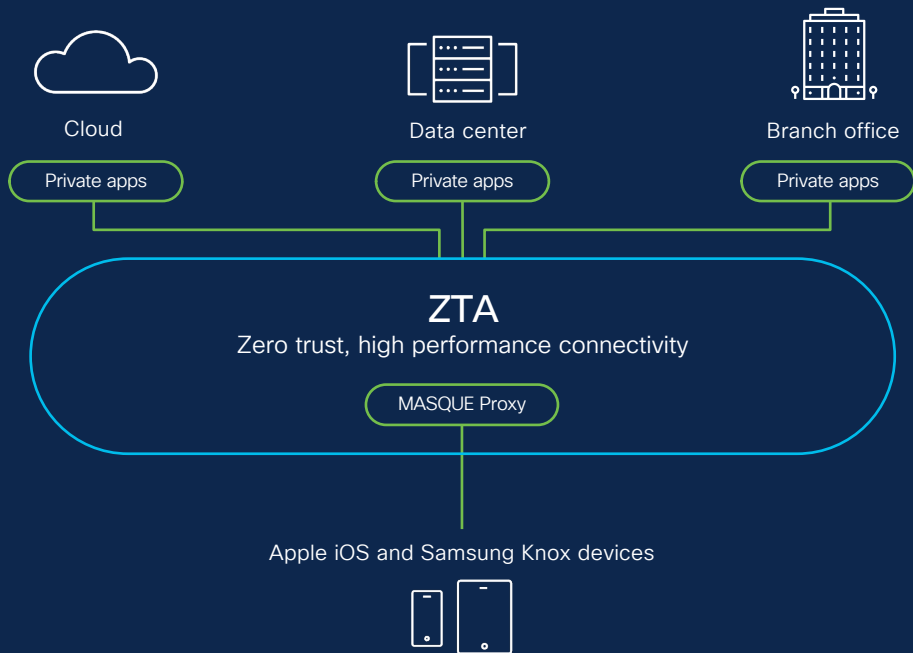 Cloud
Data center
Branch office
Private apps
Private apps
Private apps
ZTA
Zero trust, high performance connectivity
MASQUE Proxy
Apple iOS and Samsung Knox devices